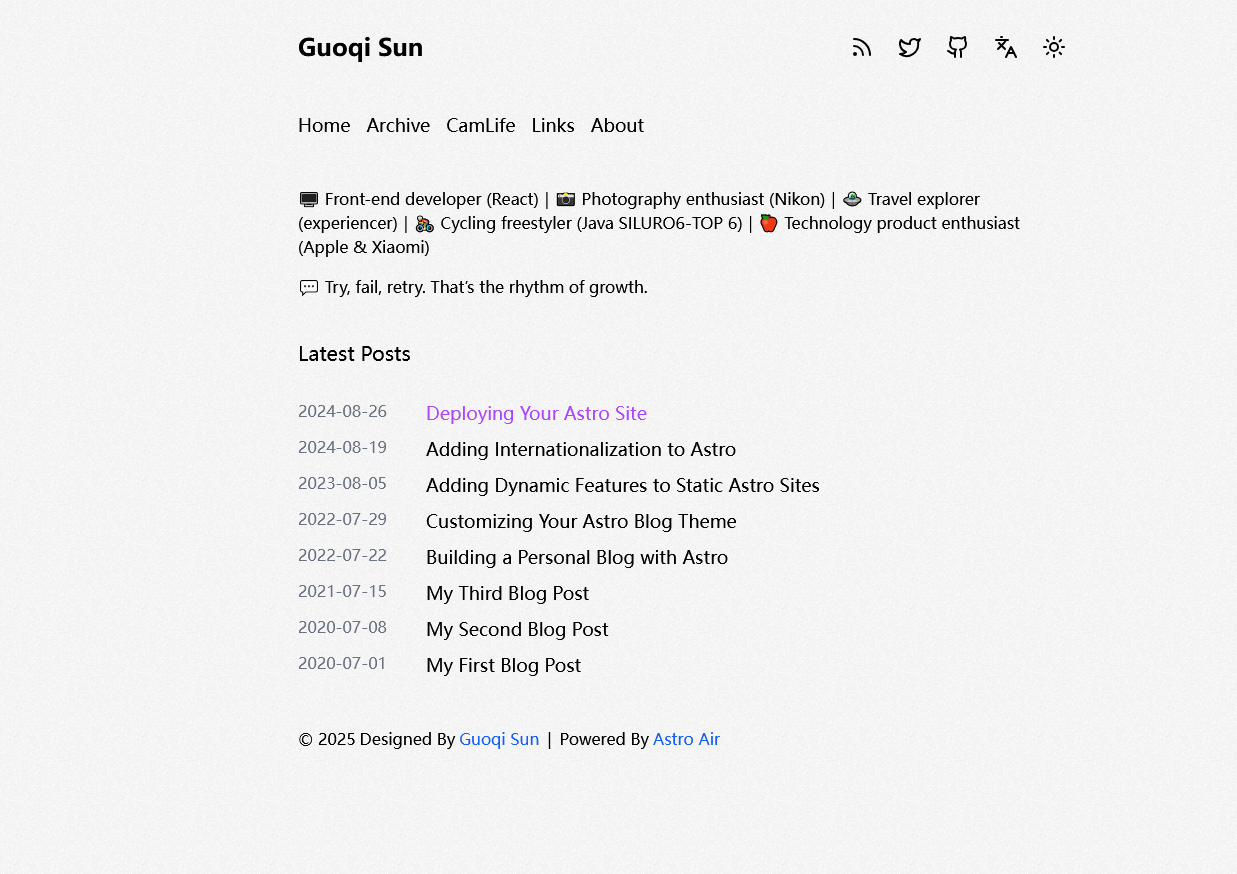 Guoqi Sun
Home Archive CamLife Links About
🖥️ Front-end developer (React) | 📸 Photography enthusiast (Nikon) | 🛸 Travel explorer
(experiencer) | 🚴 Cycling freestyler (Java SILURO6-TOP 6) | 🍎 Technology product enthusiast
(Apple & Xiaomi)
💬 Try, fail, retry. That’s the rhythm of growth.
Latest Posts
2024-08-26 Deploying Your Astro Site
2024-08-19 Adding Internationalization to Astro
2023-08-05 Adding Dynamic Features to Static Astro Sites
2022-07-29 Customizing Your Astro Blog Theme
2022-07-22 Building a Personal Blog with Astro
2021-07-15 My Third Blog Post
2020-07-08 My Second Blog Post
2020-07-01 My First Blog Post
© 2025 Designed By Guoqi Sun | Powered By Astro Air